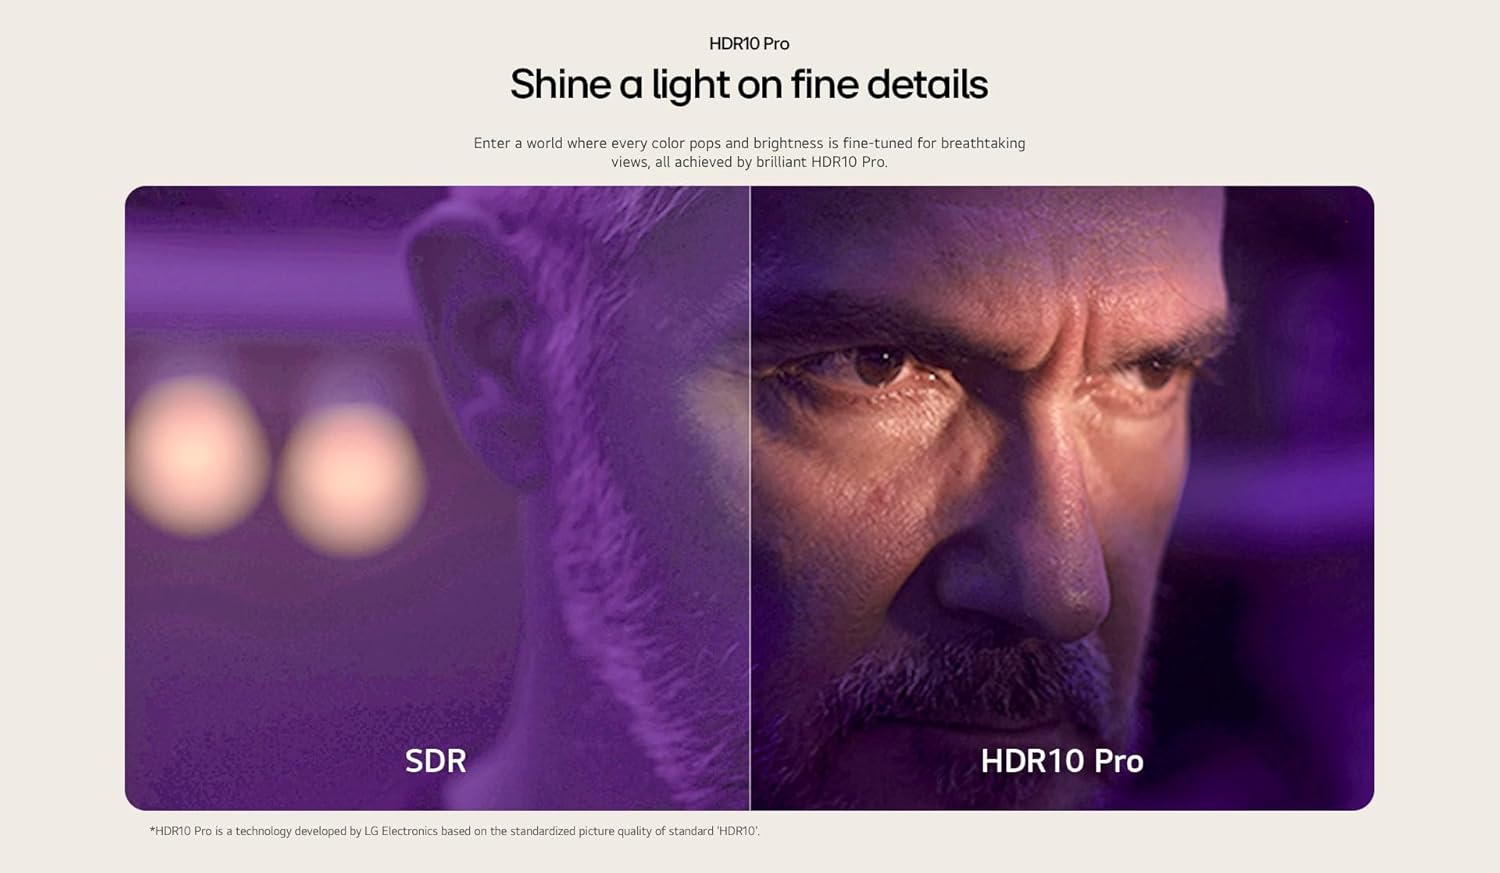 HDR10 Pro
Shine a light on fine details
Enter a world where every color pops and brightness is fine-tuned for breathtaking
views, all achieved by brilliant HDR10 Pro.
SDR
HDR10 Pro
*HDR10 Pro is a technology developed by LG Electronics based on the standardized picture quality of standard 'HDR10'.